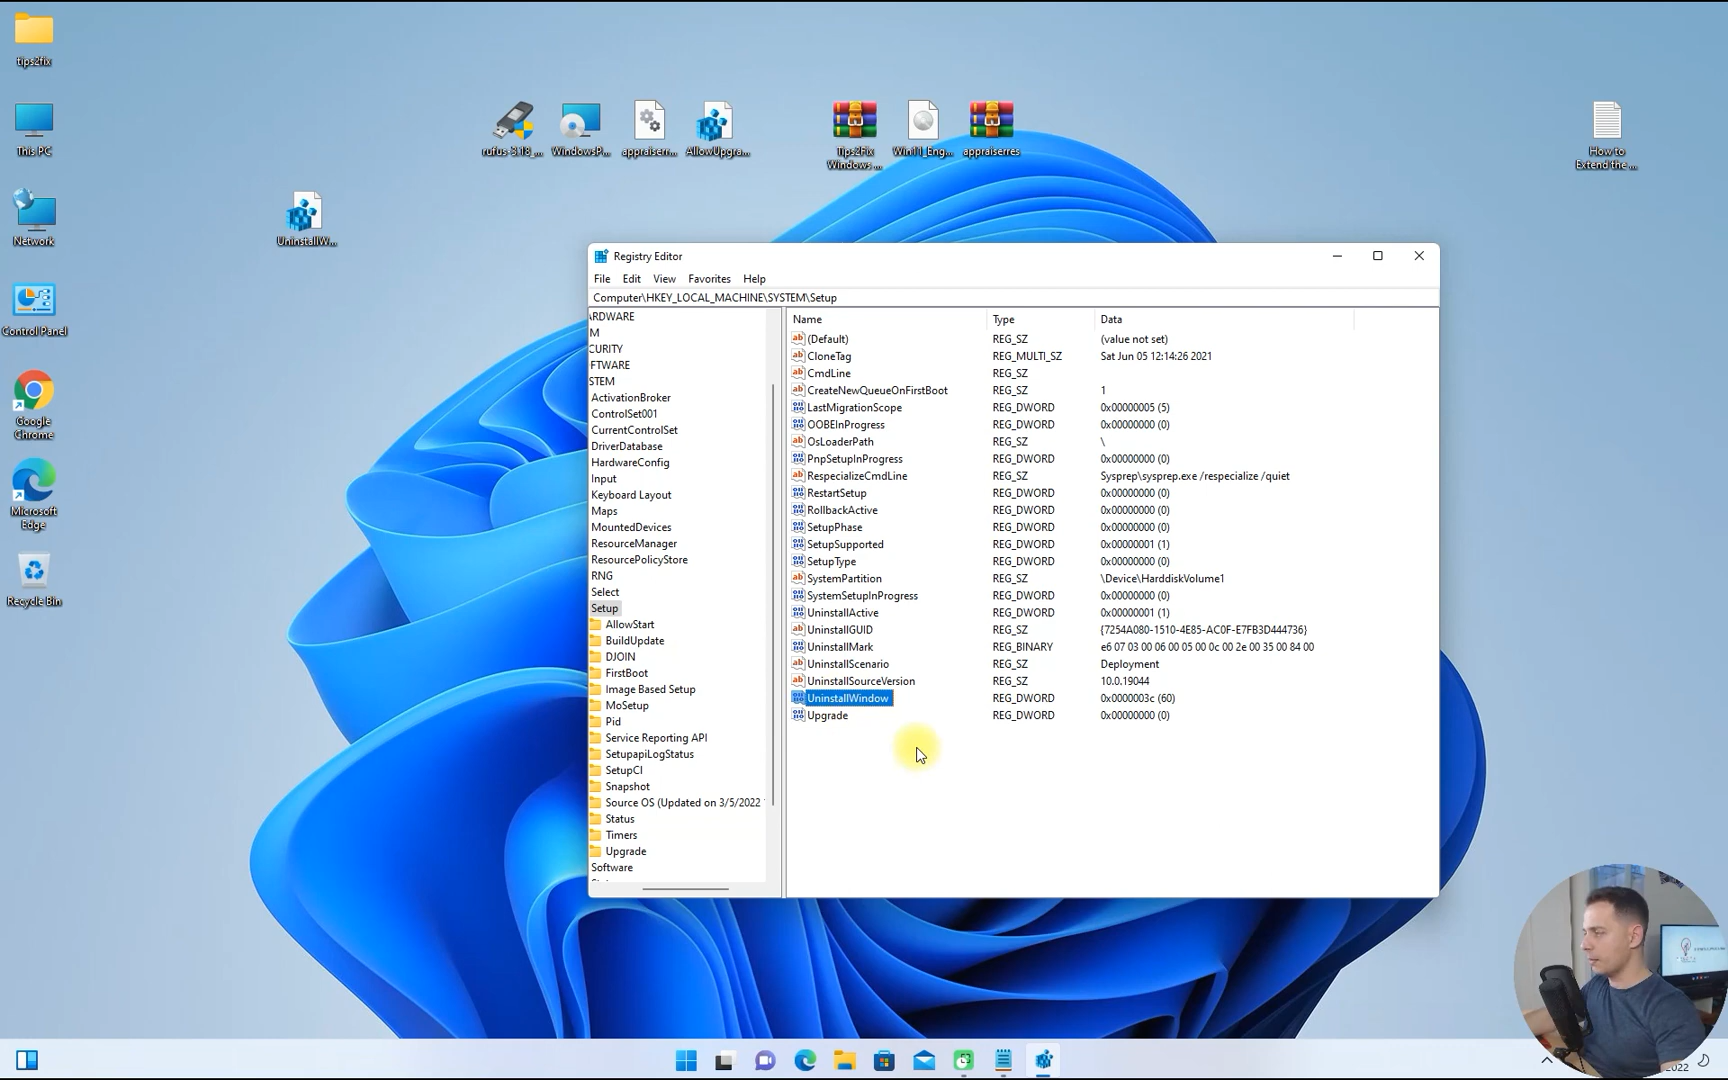 tips2fix
This PC
Network
Control Panel
Google
Chrome
Microsoft
Edge
Recycle Bin
rufus-3.18_...
WindowsP...
appraiserr...
AllowUpgra...
Tips2Fix
Windows ...
Win11_Eng...
appraiserres
How to
Extend the ...
UninstallW...
Registry Editor
File Edit View Favorites Help
Computer\HKEY_LOCAL_MACHINE\SYSTEM\Setup
ARDWARE
M
CURITY
FTWARE
STEM
ActivationBroker
ControlSet001
CurrentControlSet
DriverDatabase
HardwareConfig
Input
Keyboard Layout
Maps
MountedDevices
ResourceManager
ResourcePolicyStore
RNG
Select
Setup
AllowStart
BuildUpdate
DJOIN
FirstBoot
Image Based Setup
MoSetup
Pid
Service Reporting API
SetupapiLogStatus
SetupCl
Snapshot
Source OS (Updated on 3/5/2022
Status
Timers
Upgrade
Software
Name Type Data
(Default) REG_SZ (value not set)
CloneTag REG_MULTI_SZ Sat Jun 05 12:14:26 2021
CmdLine REG_SZ
CreateNewQueueOnFirstBoot REG_SZ 1
LastMigrationScope REG_DWORD 0x00000005 (5)
OOBEInProgress REG_DWORD 0x00000000 (0)
OsLoaderPath REG_SZ \
PnpSetupInProgress REG_DWORD 0x00000000 (0)
RespecializeCmdLine REG_SZ Sysprep\sysprep.exe /respecialize /quiet
RestartSetup REG_DWORD 0x00000000 (0)
RollbackActive REG_DWORD 0x00000000 (0)
SetupPhase REG_DWORD 0x00000000 (0)
SetupSupported REG_DWORD 0x00000001 (1)
SetupType REG_DWORD 0x00000000 (0)
SystemPartition REG_SZ \Device\HarddiskVolume1
SystemSetupInProgress REG_DWORD 0x00000000 (0)
UninstallActive REG_DWORD 0x00000001 (1)
UninstallGUID REG_SZ {7254A080-1510-4E85-AC0F-E7FB3D444736}
UninstallMark REG_BINARY e6 07 03 00 06 00 05 00 0c 00 2e 00 35 00 84 00
UninstallScenario REG_SZ Deployment
UninstallSourceVersion REG_SZ 10.0.19044
UninstallWindow REG_DWORD 0x0000003c (60)
Upgrade REG_DWORD 0x00000000 (0)
2022